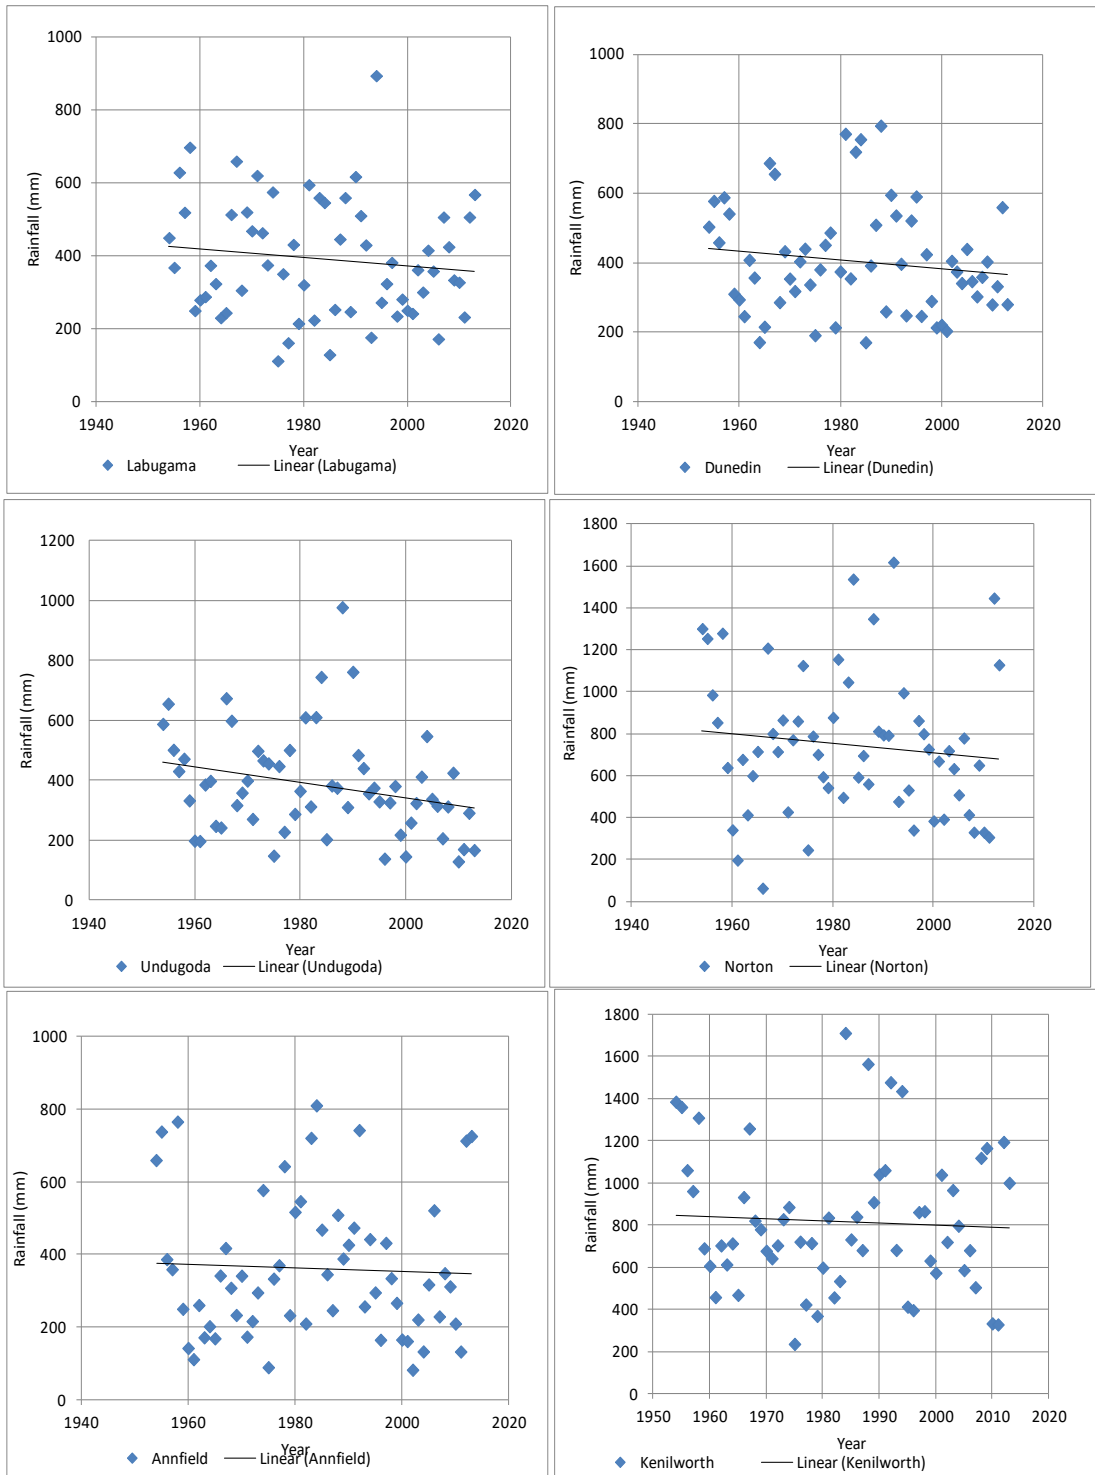 1000
800
600
400
200
0
Rainfall (mm)
1940 1960 1980 2000 2020
Year
Labugama Linear (Labugama)
1000
800
600
400
200
0
Rainfall (mm)
1940 1960 1980 2000 2020
Year
Dunedin Linear (Dunedin)
1200
1000
800
600
400
200
0
Rainfall (mm)
1940 1960 1980 2000 2020
Year
Undugoda Linear (Undugoda)
1800
1600
1400
1200
1000
800
600
400
200
0
Rainfall (mm)
1940 1960 1980 2000 2020
Year
Norton Linear (Norton)
1000
800
600
400
200
0
Rainfall (mm)
1940 1960 1980 2000 2020
Year
Annfield Linear (Annfield)
1800
1600
1400
1200
1000
800
600
400
200
0
Rainfall (mm)
1950 1960 1970 1980 1990 2000 2010 2020
Year
Kenilworth Linear (Kenilworth)